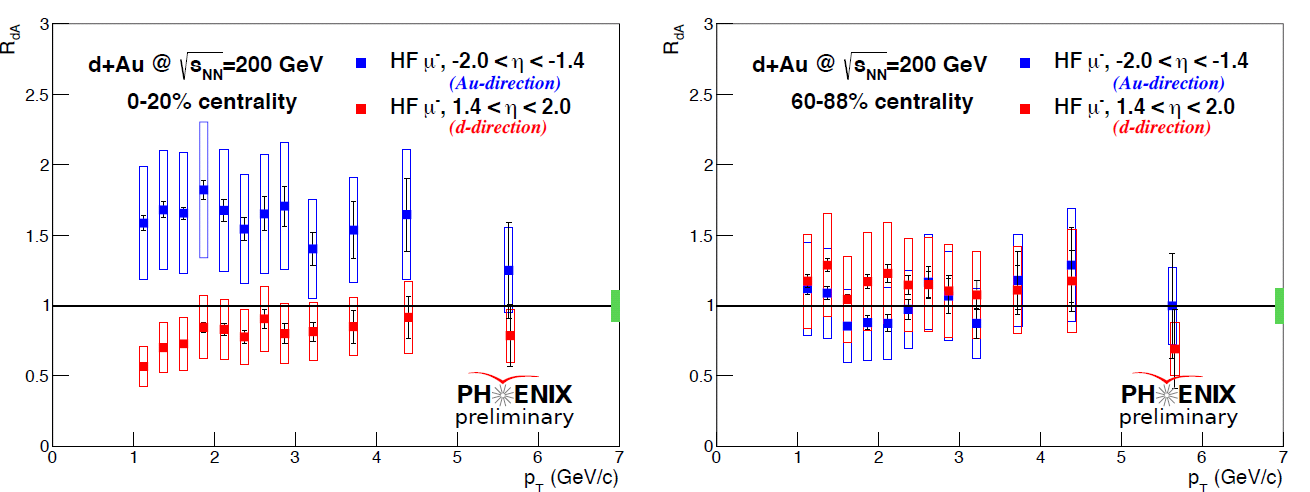 R_dA
3
2.5
2
1.5
1
0.5
0
d+Au @ √s_NN=200 GeV
0-20% centrality
HF μ⁻, -2.0 < η < -1.4
(Au-direction)
HF μ⁻, 1.4 < η < 2.0
(d-direction)
PHENIX
preliminary
0 1 2 3 4 5 6 7
p_T (GeV/c)
R_dA
3
2.5
2
1.5
1
0.5
0
d+Au @ √s_NN=200 GeV
60-88% centrality
HF μ⁻, -2.0 < η < -1.4
(Au-direction)
HF μ⁻, 1.4 < η < 2.0
(d-direction)
PHENIX
preliminary
0 1 2 3 4 5 6 7
p_T (GeV/c)